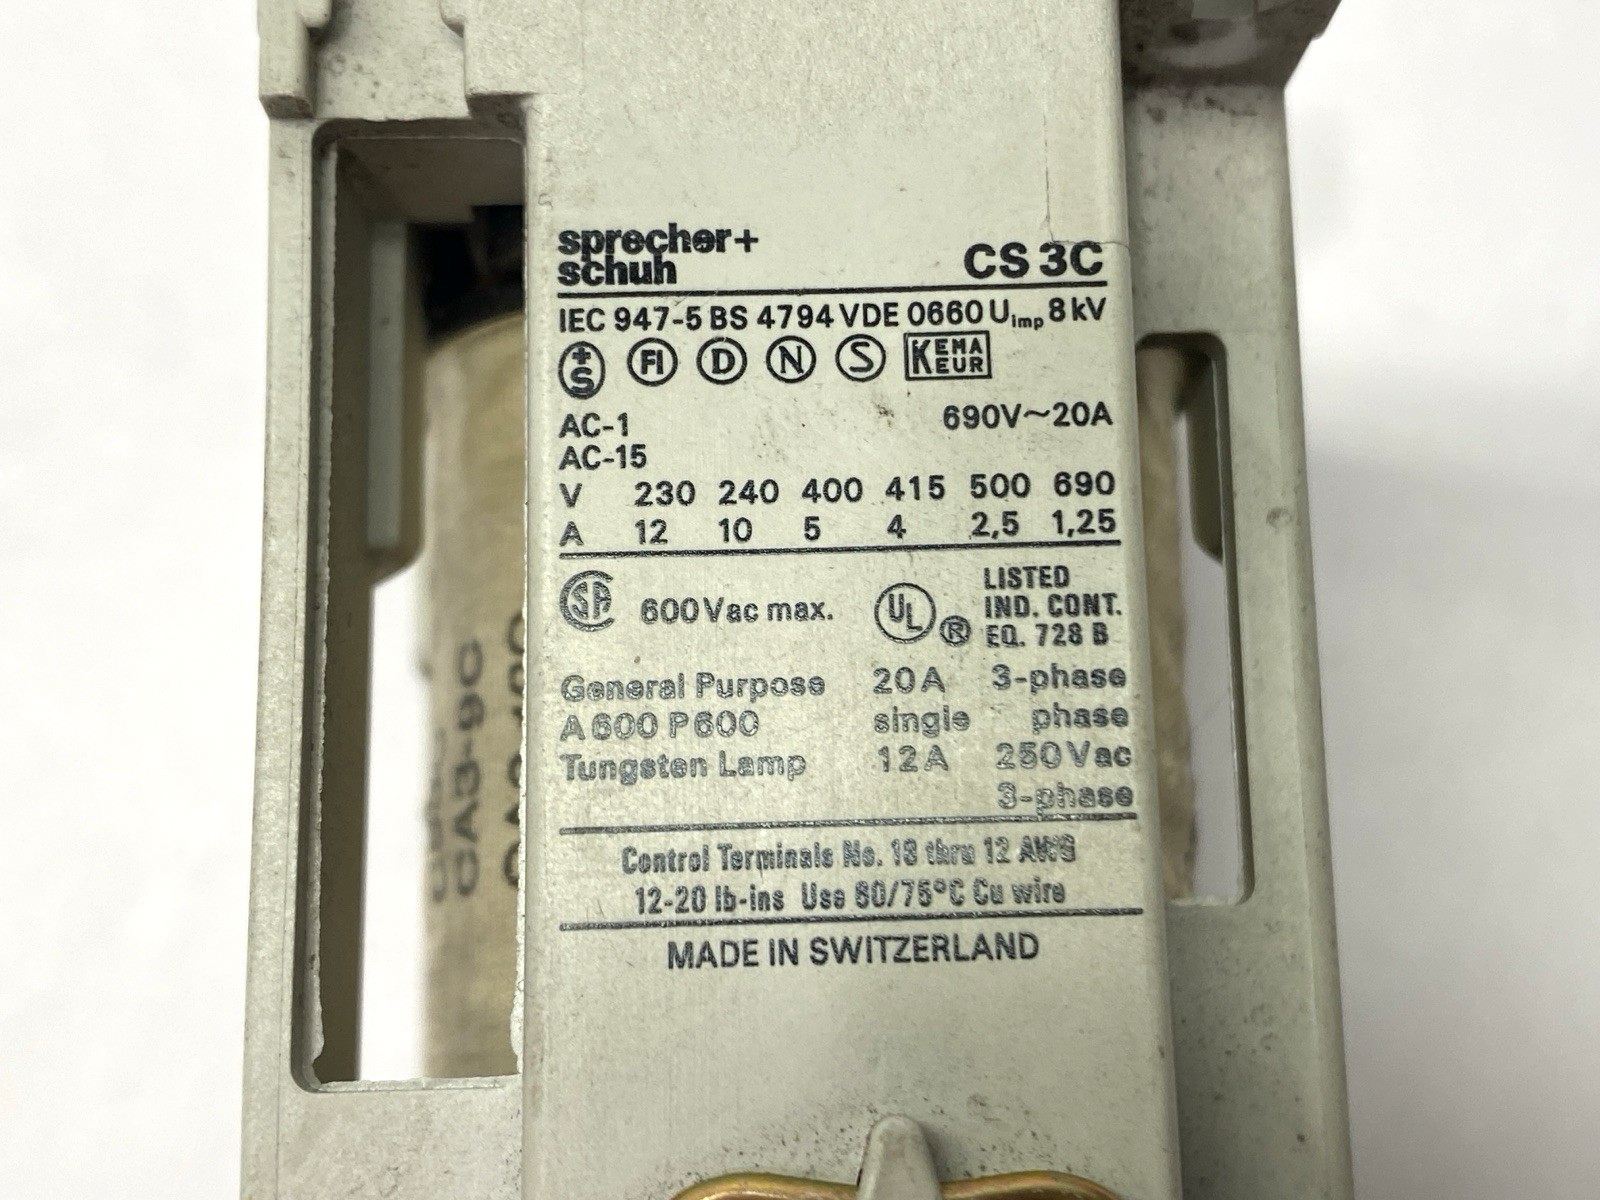 sprecher+
schuh
CS 3C
IEC 947-5 BS 4794 VDE 0660 Uimp 8 kV
+S FI D N S KEMA EUR
AC-1 690V~20A
AC-15
V 230 240 400 415 500 690
A 12 10 5 4 2,5 1,25
SA 600Vac max. UL ® LISTED
IND. CONT.
EQ. 728 B
General Purpose 20A 3-phase
A600 P600 single phase
Tungsten Lamp 12A 250Vac
3-phase
Control Terminals No. 18 thru 12 AWG
12-20 lb-ins Use 60/75°C Cu wire
MADE IN SWITZERLAND
CA3-9C